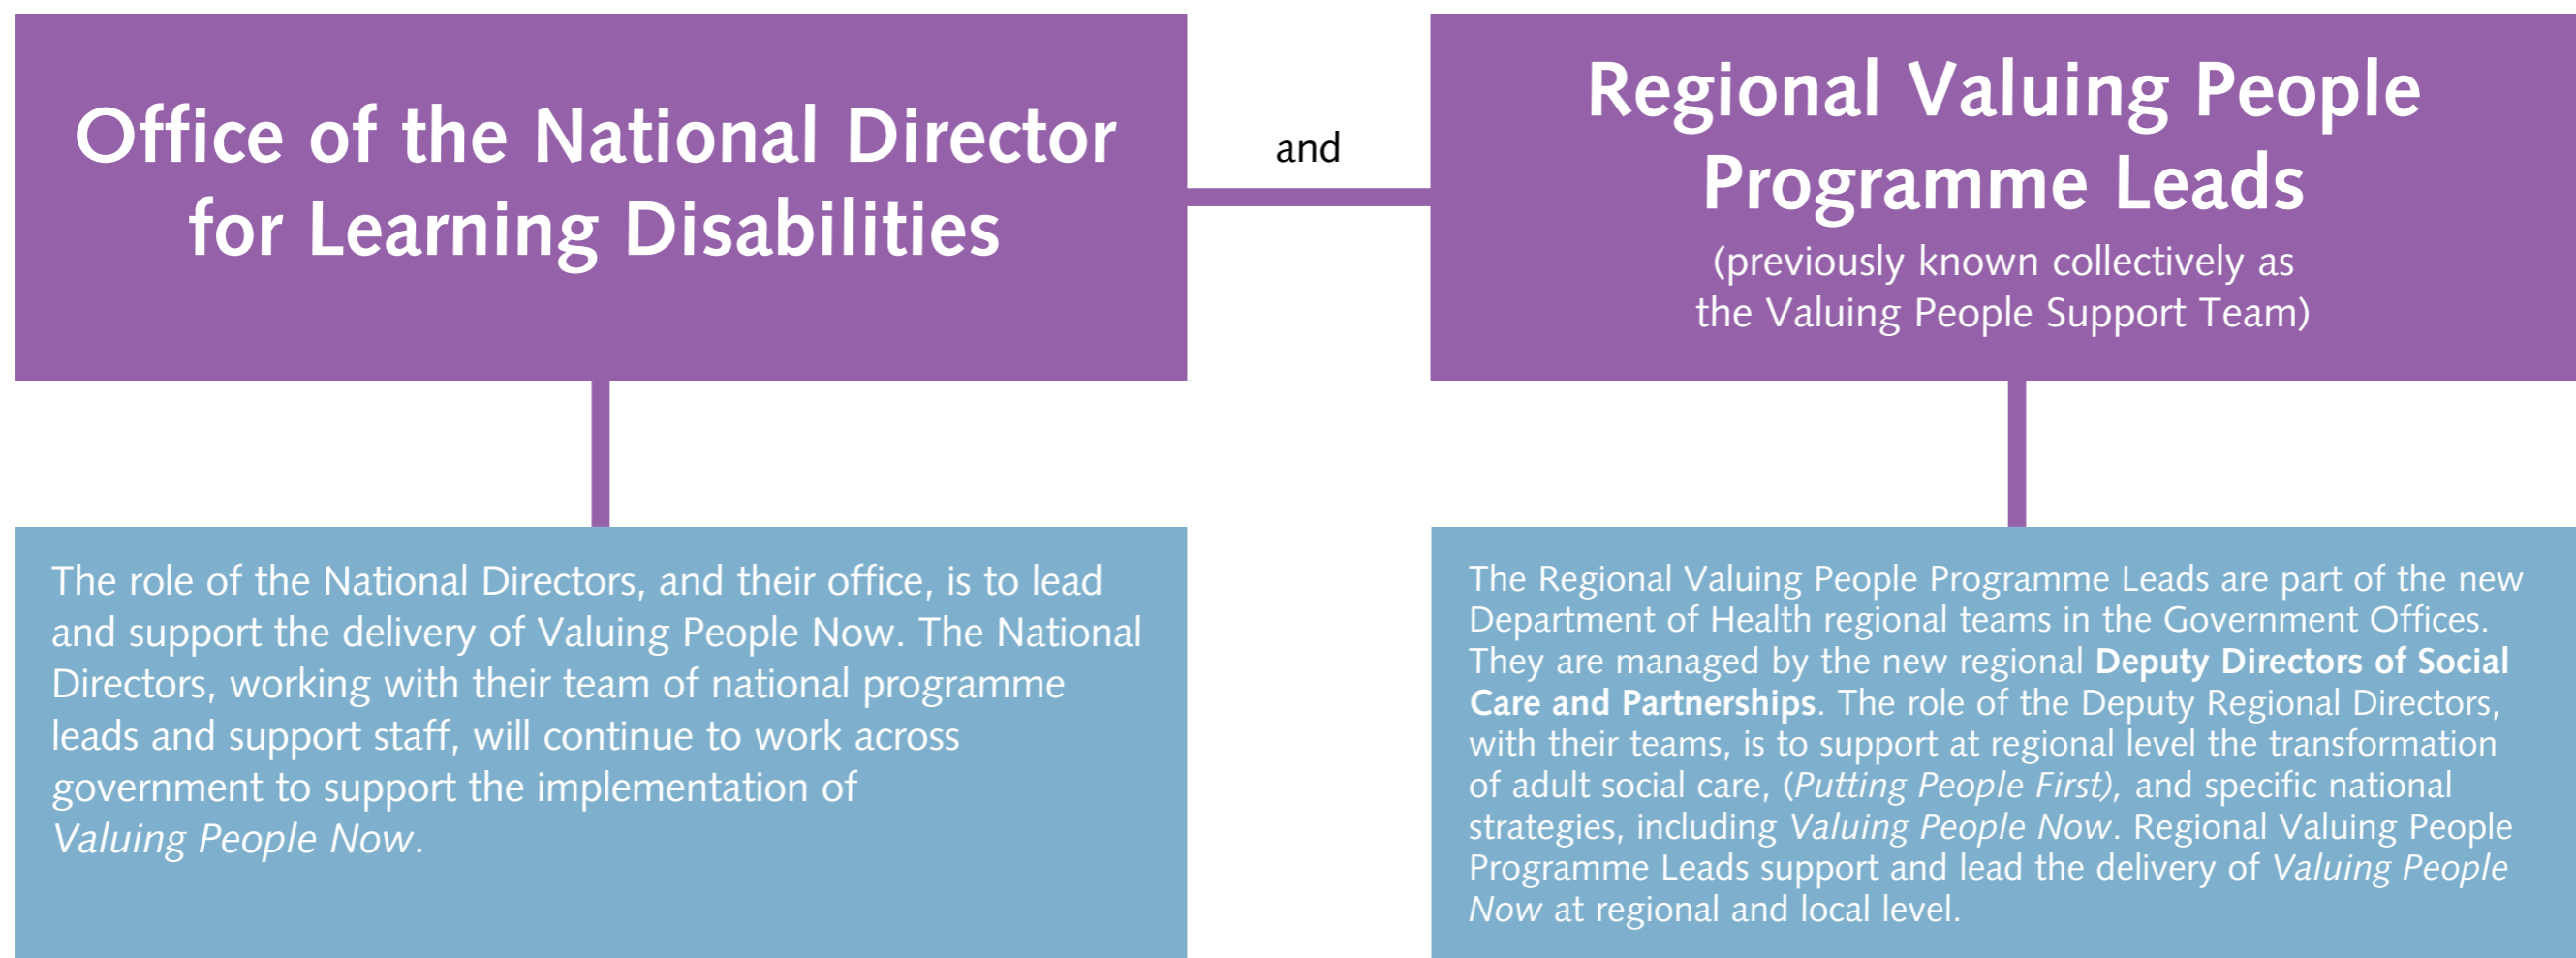 Office of the National Director
for Learning Disabilities
and
Regional Valuing People
Programme Leads
(previously known collectively as
the Valuing People Support Team)
The role of the National Directors, and their office, is to lead
and support the delivery of Valuing People Now. The National
Directors, working with their team of national programme
leads and support staff, will continue to work across
government to support the implementation of
Valuing People Now.
The Regional Valuing People Programme Leads are part of the new
Department of Health regional teams in the Government Offices.
They are managed by the new regional Deputy Directors of Social
Care and Partnerships. The role of the Deputy Regional Directors,
with their teams, is to support at regional level the transformation
of adult social care, (Putting People First), and specific national
strategies, including Valuing People Now. Regional Valuing People
Programme Leads support and lead the delivery of Valuing People
Now at regional and local level.